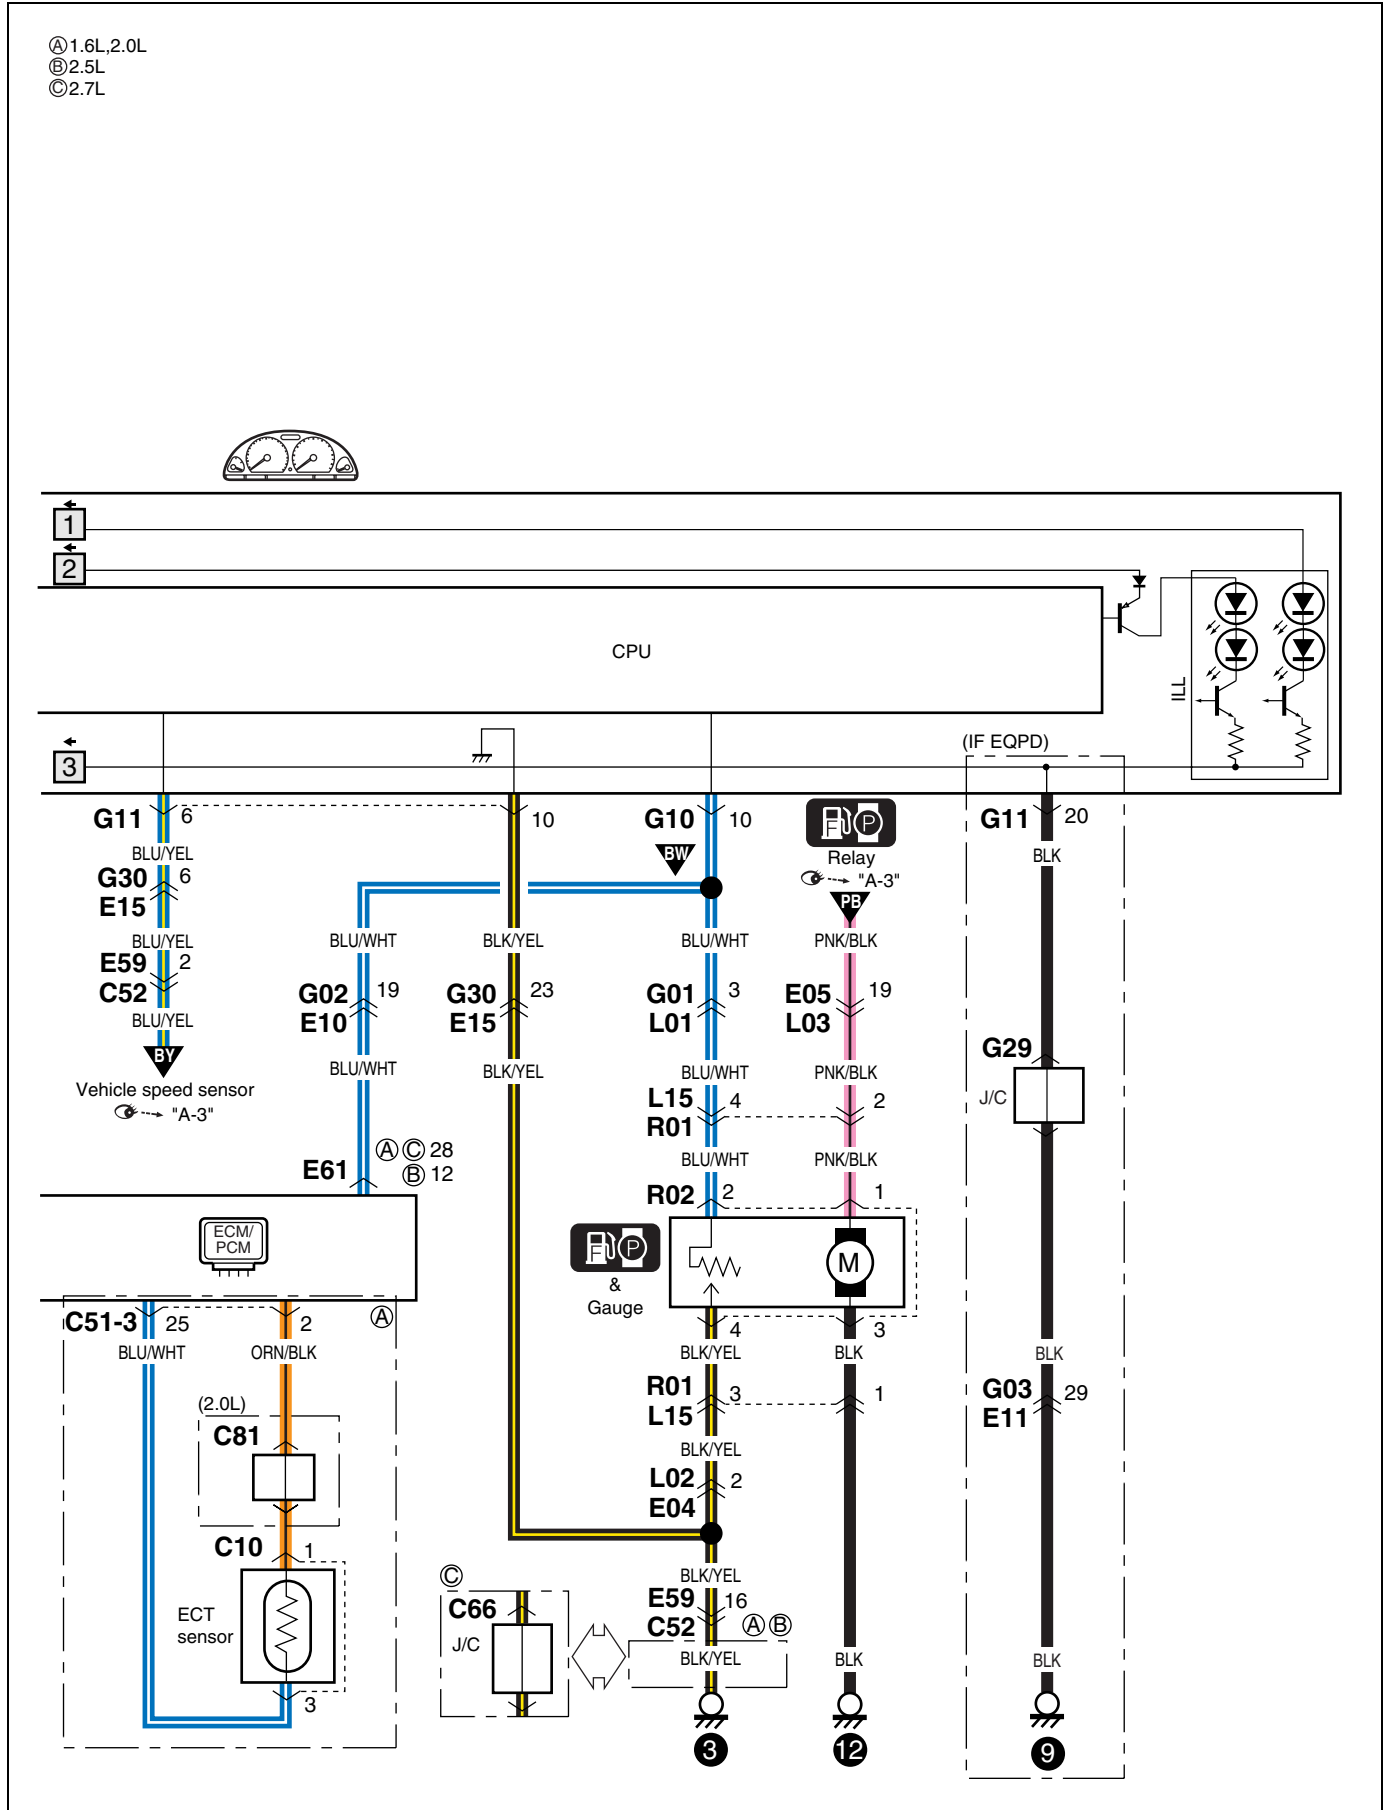 Ⓐ1.6L,2.0L
Ⓑ2.5L
Ⓒ2.7L
1
2
CPU
ILL
3
(IF EQPD)
G11 6
10
G10 10
G11 20
F P
BLU/YEL
BW
Relay
BLK
G30 6
"A-3"
E15
PB
BLU/YEL
BLU/WHT
BLK/YEL
BLU/WHT
PNK/BLK
E59 2
C52
G02 19
G30 23
G01 3
E05 19
BLU/YEL
E10
E15
L01
L03
BY
G29
Vehicle speed sensor
BLU/WHT
BLK/YEL
BLU/WHT
PNK/BLK
"A-3"
L15 4
2
J/C
R01
Ⓐ Ⓒ 28
E61
Ⓑ 12
BLU/WHT
PNK/BLK
R02 2
1
ECM/
PCM
F P
M
&
Gauge
C51-3 25
2
Ⓐ
4
3
BLU/WHT
ORN/BLK
BLK/YEL
BLK
BLK
R01 3
1
G03 29
(2.0L)
L15
E11
C81
BLK/YEL
L02 2
E04
C10 1
Ⓒ
BLK/YEL
C66
E59 16
ECT
sensor
J/C
C52
Ⓐ Ⓑ
BLK/YEL
BLK
BLK
3
3
12
9